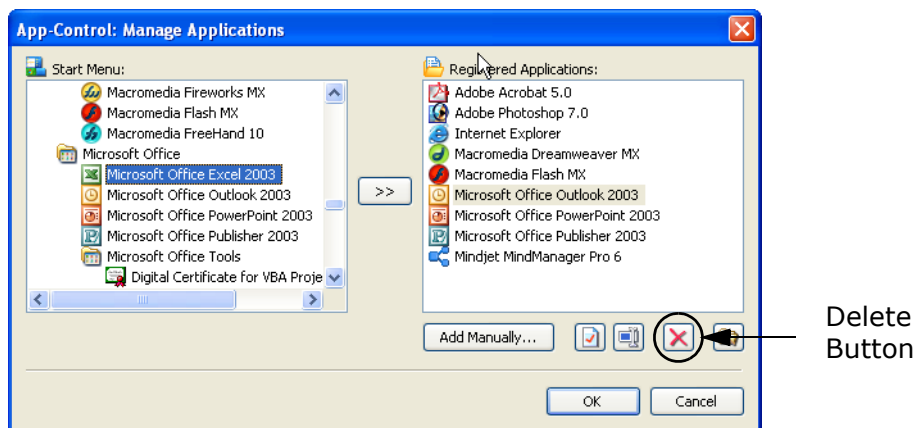 App-Control: Manage Applications
Start Menu:
Macromedia Fireworks MX
Macromedia Flash MX
Macromedia FreeHand 10
Microsoft Office
Microsoft Office Excel 2003
Microsoft Office Outlook 2003
Microsoft Office PowerPoint 2003
Microsoft Office Publisher 2003
Microsoft Office Tools
Digital Certificate for VBA Proje
>>
Registered Applications:
Adobe Acrobat 5.0
Adobe Photoshop 7.0
Internet Explorer
Macromedia Dreamweaver MX
Macromedia Flash MX
Microsoft Office Outlook 2003
Microsoft Office PowerPoint 2003
Microsoft Office Publisher 2003
Mindjet MindManager Pro 6
Add Manually...
Delete
Button
OK
Cancel